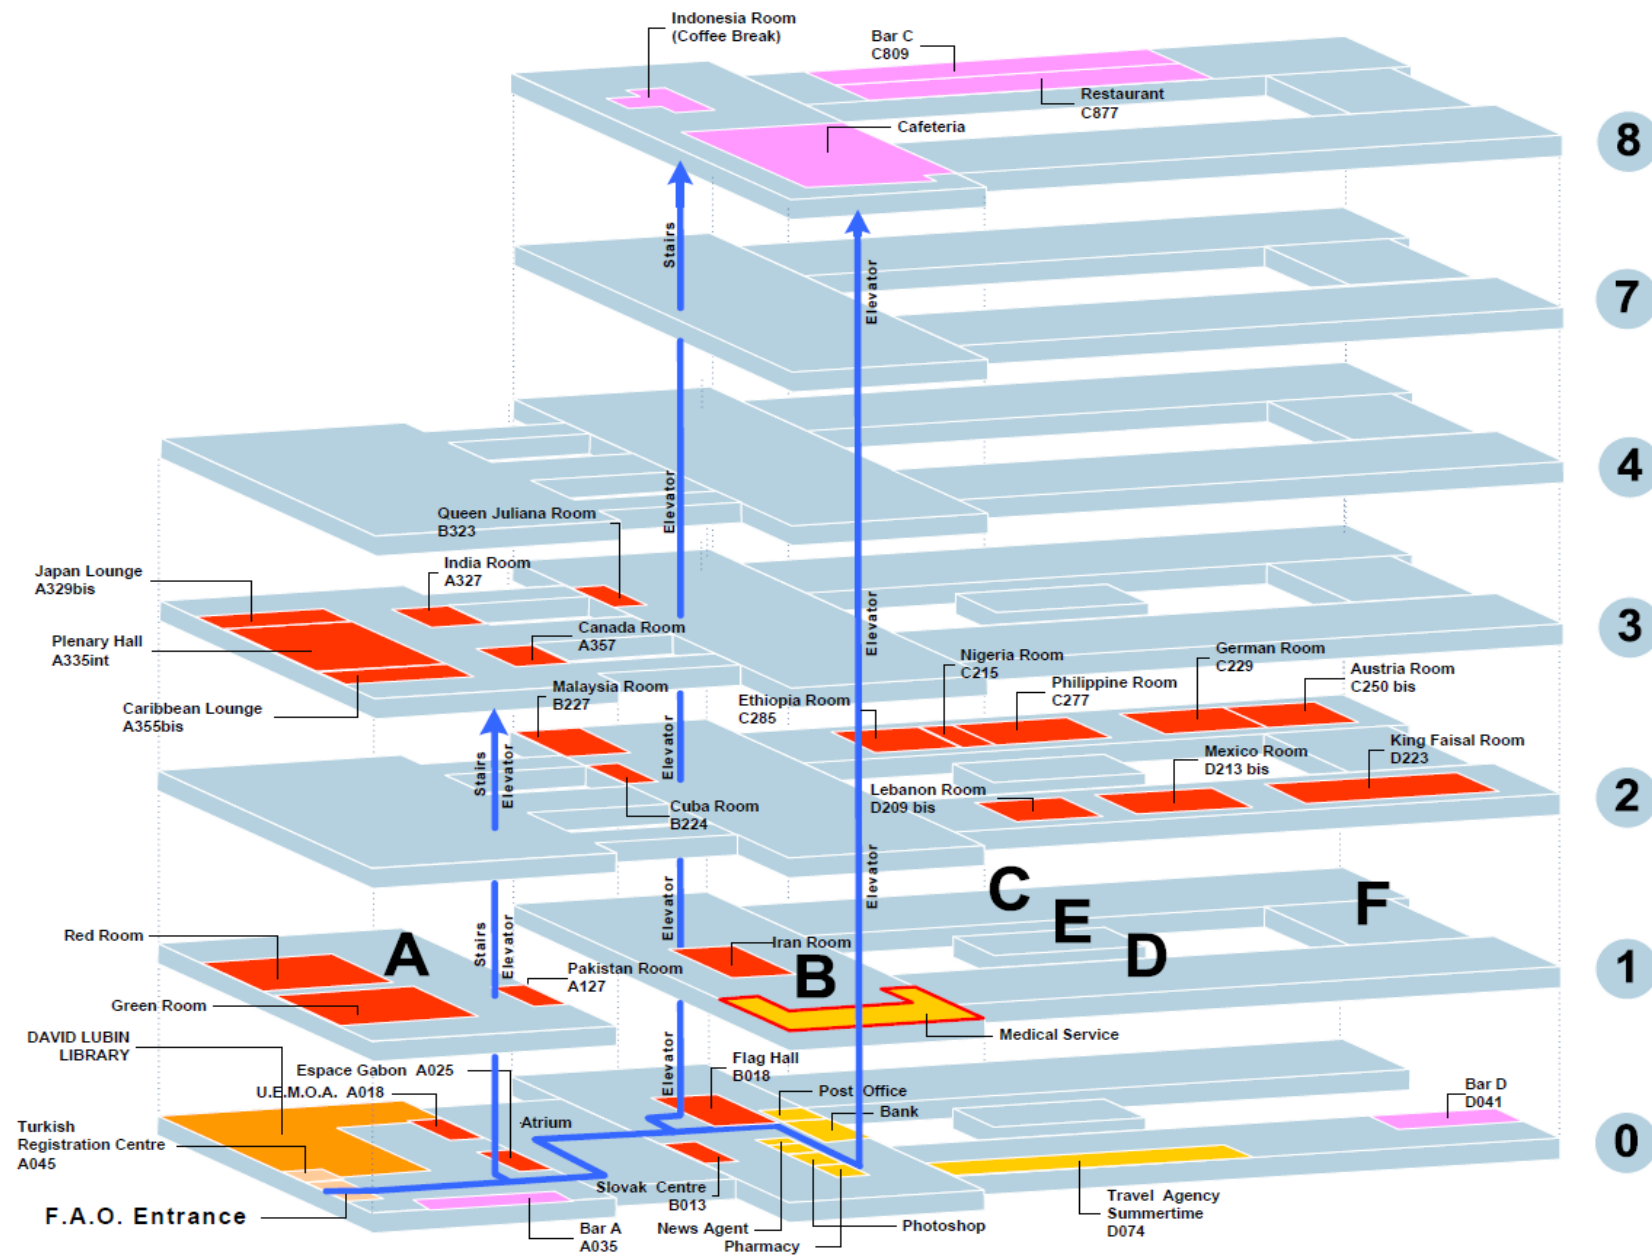 Indonesia Room
(Coffee Break)
Bar C
C809
Restaurant
C877
Cafeteria
8
Stairs
Elevator
7
4
Elevator
Queen Juliana Room
B323
Japan Lounge
A329bis
India Room
A327
Plenary Hall
A335int
Canada Room
A357
Elevator
3
Caribbean Lounge
A355bis
Malaysia Room
B227
Ethiopia Room
C285
Nigeria Room
C215
Philippine Room
C277
German Room
C229
Austria Room
C250 bis
Stairs
Elevator
Elevator
Cuba Room
B224
Lebanon Room
D209 bis
Mexico Room
D213 bis
King Faisal Room
D223
2
Elevator
C
E
D
F
Red Room
A
Stairs
Elevator
Elevator
Iran Room
B
Pakistan Room
A127
1
Green Room
Medical Service
DAVID LUBIN
LIBRARY
Espace Gabon A025
U.E.M.O.A. A018
Elevator
Flag Hall
B018
Post Office
Bank
Bar D
D041
Turkish
Registration Centre
A045
Atrium
0
Slovak Centre
B013
F.A.O. Entrance
Bar A
A035
News Agent
Pharmacy
Photoshop
Travel Agency
Summertime
D074